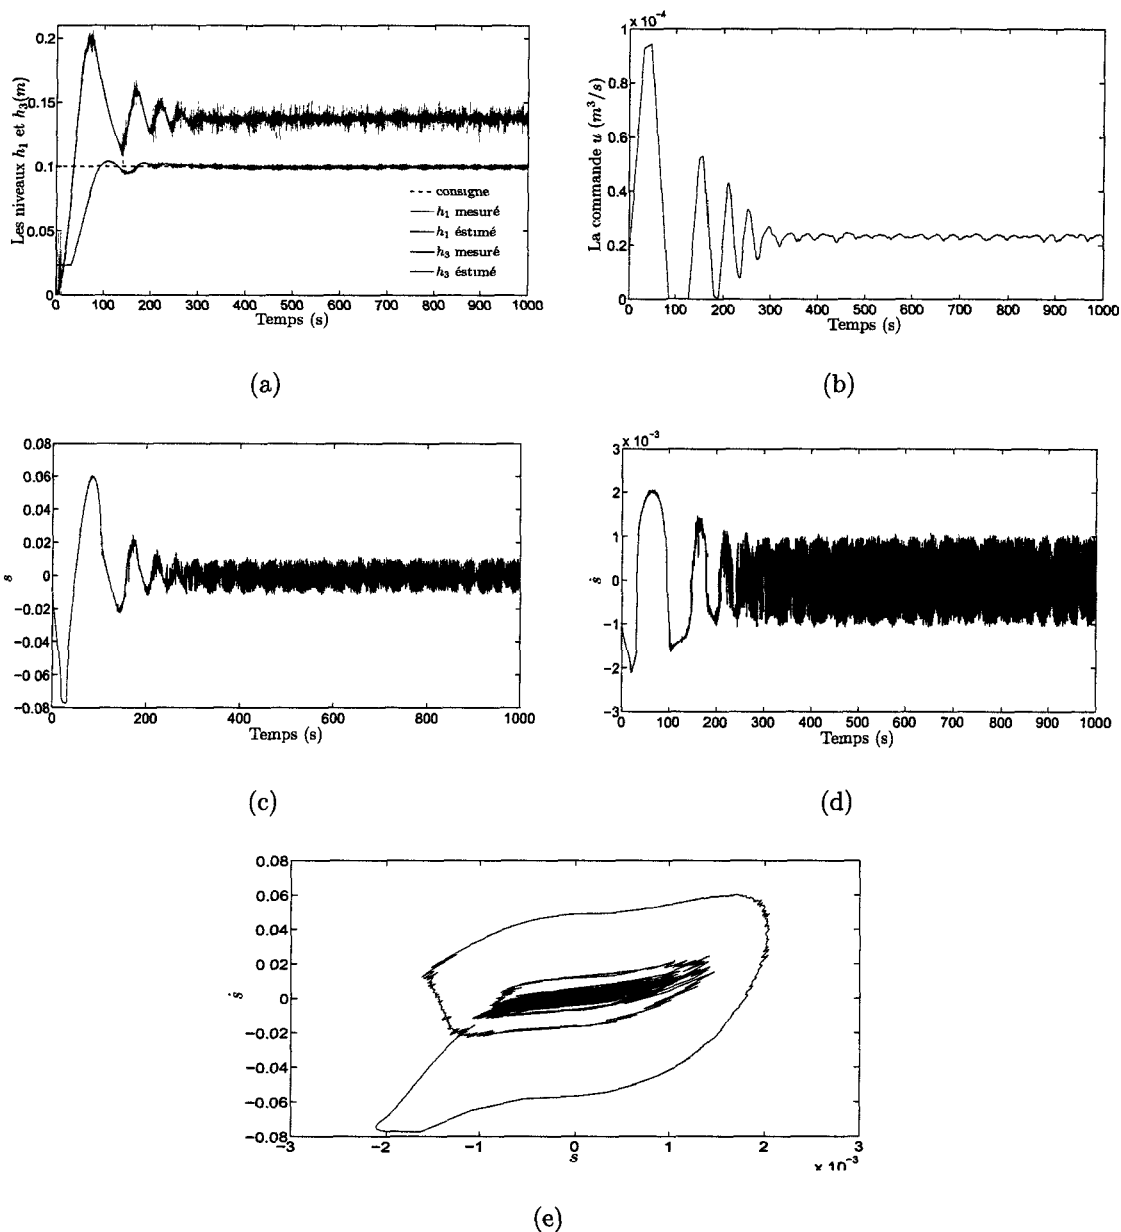 Les niveaux h₁ et h₃(m)
0.2
0.15
0.1
0.05
0
0 100 200 300 400 500 600 700 800 900 1000
Temps (s)
consigne
h₁ mesuré
h₁ éstimé
h₃ mesuré
h₃ éstimé
(a)
La commande u (m³/s)
1 x 10⁻⁴
0.8
0.6
0.4
0.2
0
0 100 200 300 400 500 600 700 800 900 1000
Temps (s)
(b)
s
0.08
0.06
0.04
0.02
0
−0.02
−0.04
−0 06
−0.08
0 200 400 600 800 1000
Temps (s)
(c)
ṡ
3 x 10⁻³
2
1
0
−1
−2
−3
0 100 200 300 400 500 600 700 800 900 1000
Temps (s)
(d)
ṡ
0.08
0.06
0.04
0 02
0
−0.02
−0.04
−0.06
−0.08
−3 −2 −1 0 1 2 3
s
x 10⁻³
(e)